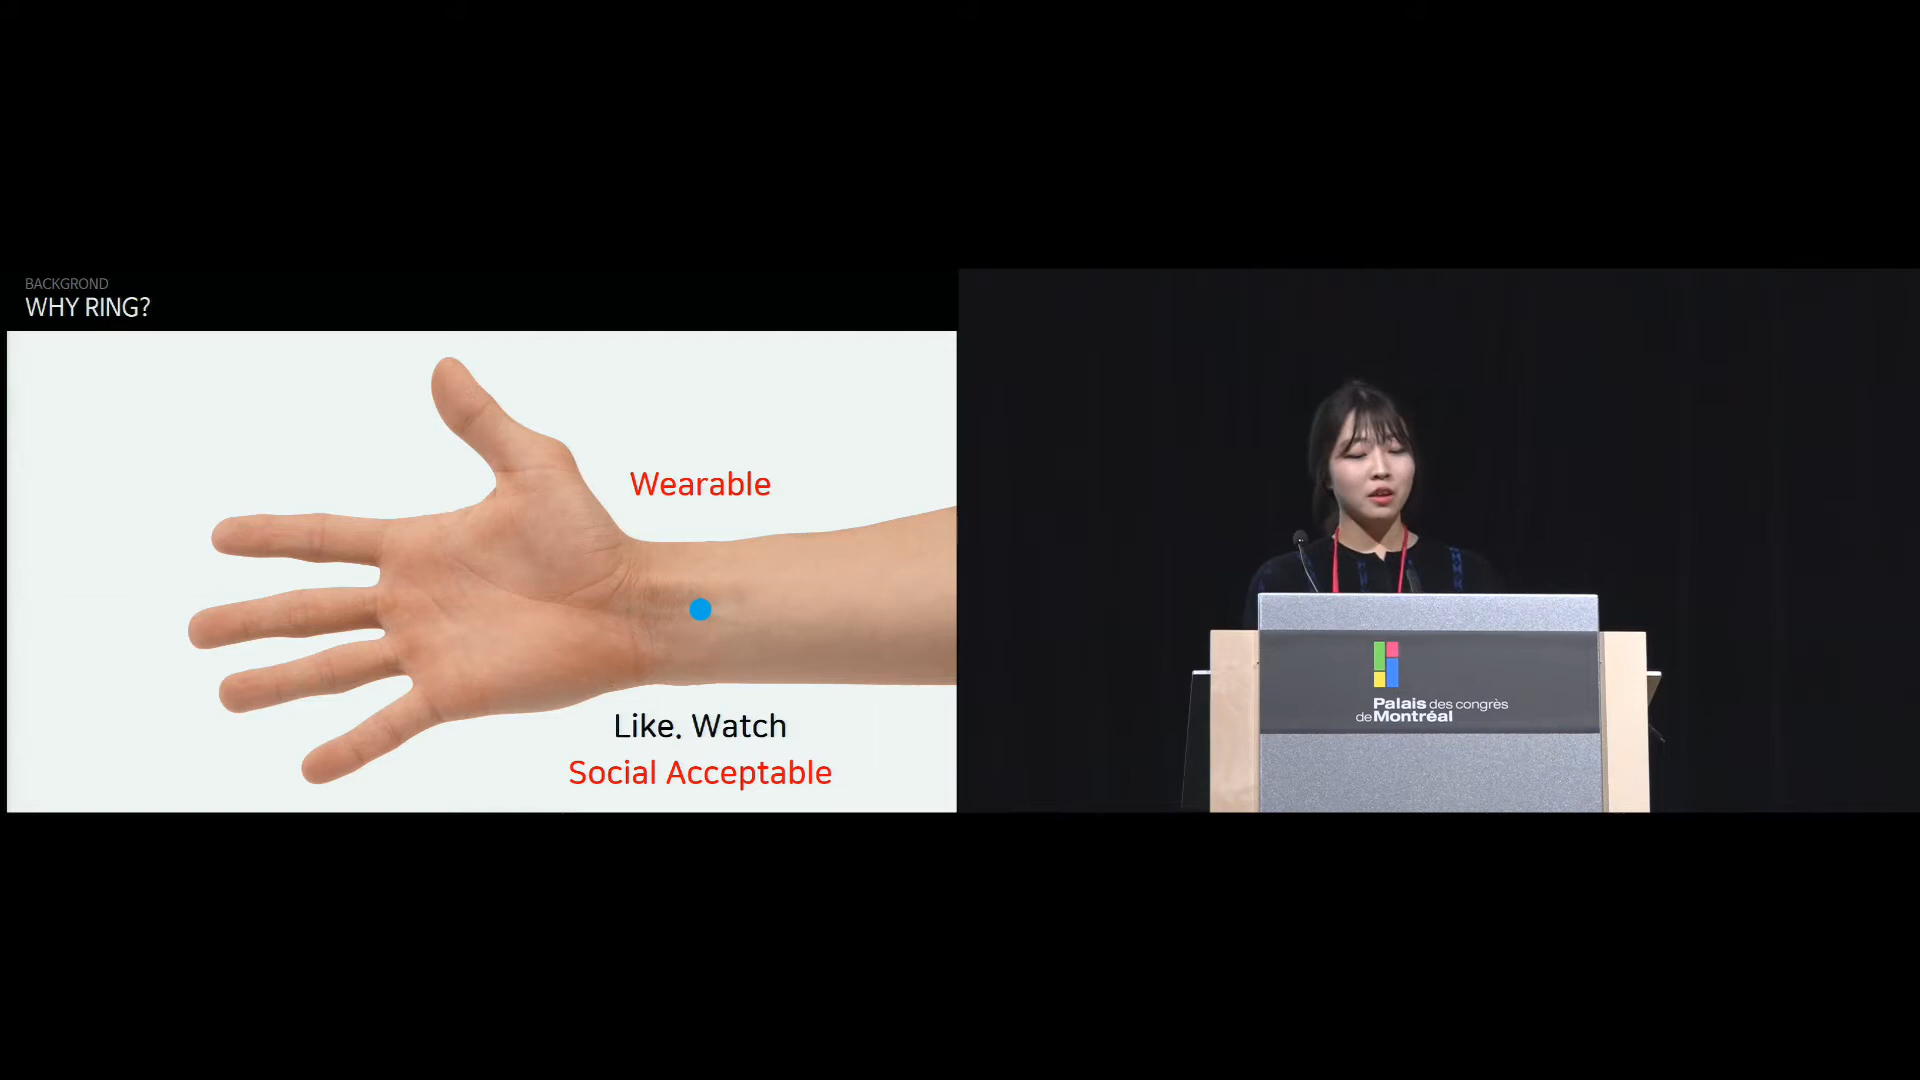 BACKGROND
WHY RING?
Wearable
Like. Watch
Social Acceptable
Palais des congrès
de Montréal